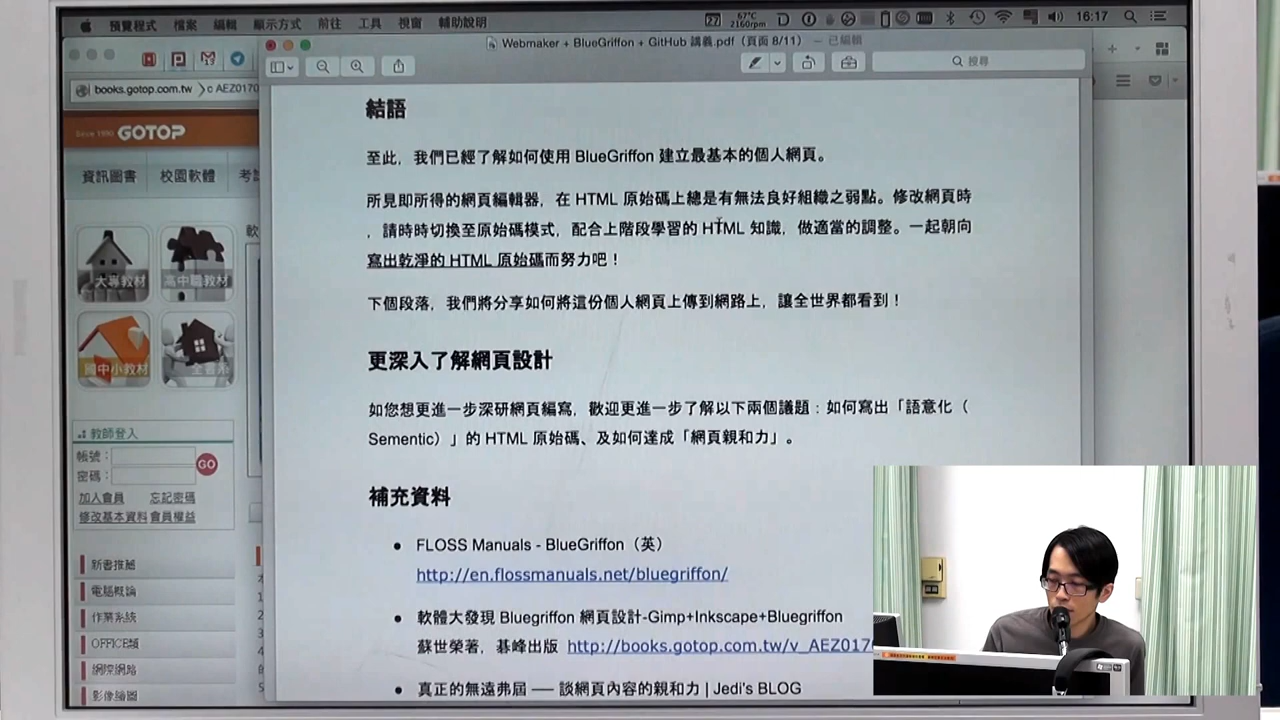 預覽程式 檔案 編輯 顯示方式 前往 工具 視窗 輔助說明
27 67°C 2160rpm 16:17
Webmaker + BlueGriffon + GitHub 講義.pdf（頁面 8/11） — 已編輯
搜尋
books.gotop.com.tw
AEZ0170
Since 1990 GOTOP
資訊圖書 校園軟體
大專教材 高中職教材
國中小教材
教師登入
帳號：
密碼：
GO
加入會員 忘記密碼
修改基本資料 會員權益
新書推薦
電腦概論
作業系統
OFFICE類
網際網路
影像繪圖
結語
至此，我們已經了解如何使用 BlueGriffon 建立最基本的個人網頁。
所見即所得的網頁編輯器，在 HTML 原始碼上總是有無法良好組織之弱點。修改網頁時
，請時時切換至原始碼模式，配合上階段學習的 HTML 知識，做適當的調整。一起朝向
寫出乾淨的 HTML 原始碼而努力吧！
下個段落，我們將分享如何將這份個人網頁上傳到網路上，讓全世界都看到！
更深入了解網頁設計
如您想更進一步深研網頁編寫，歡迎更進一步了解以下兩個議題：如何寫出「語意化（
Sementic）」的 HTML 原始碼、及如何達成「網頁親和力」。
補充資料
● FLOSS Manuals - BlueGriffon（英）
http://en.flossmanuals.net/bluegriffon/
● 軟體大發現 Bluegriffon 網頁設計-Gimp+Inkscape+Bluegriffon
蘇世榮著，碁峰出版 http://books.gotop.com.tw/v_AEZ0170
● 真正的無遠弗屆 —— 談網頁內容的親和力 | Jedi's BLOG